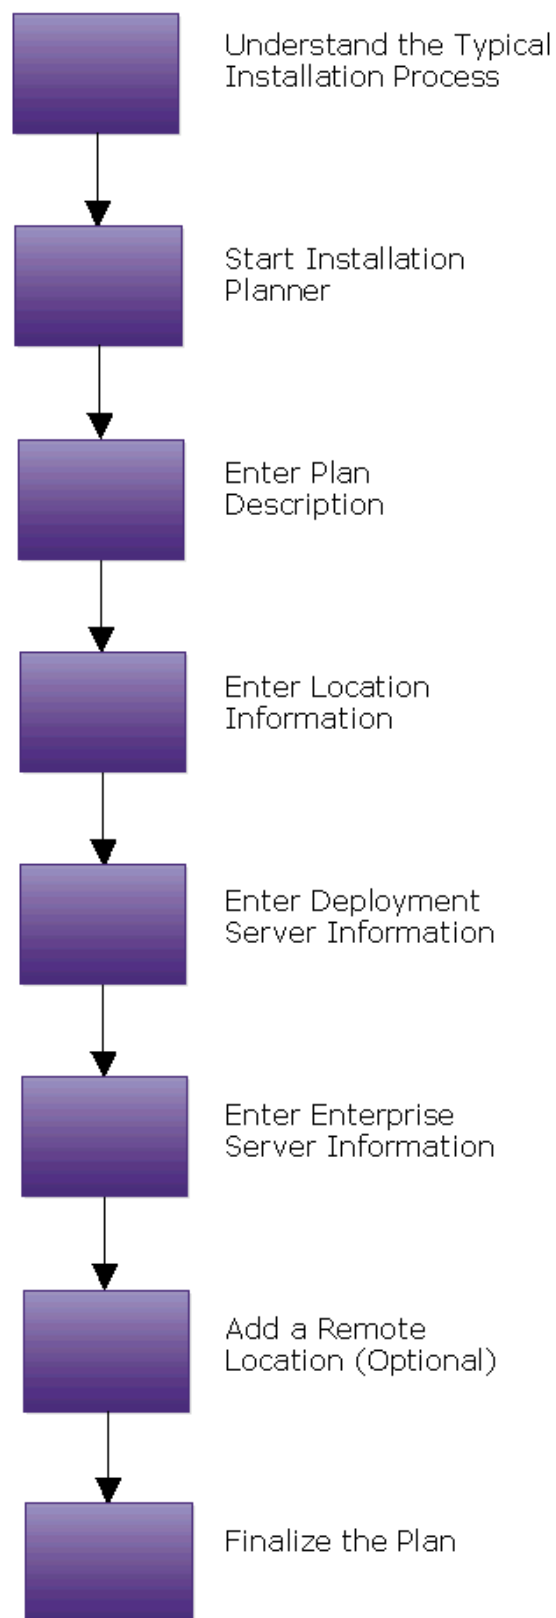 Understand the Typical
Installation Process
Start Installation
Planner
Enter Plan
Description
Enter Location
Information
Enter Deployment
Server Information
Enter Enterprise
Server Information
Add a Remote
Location (Optional)
Finalize the Plan